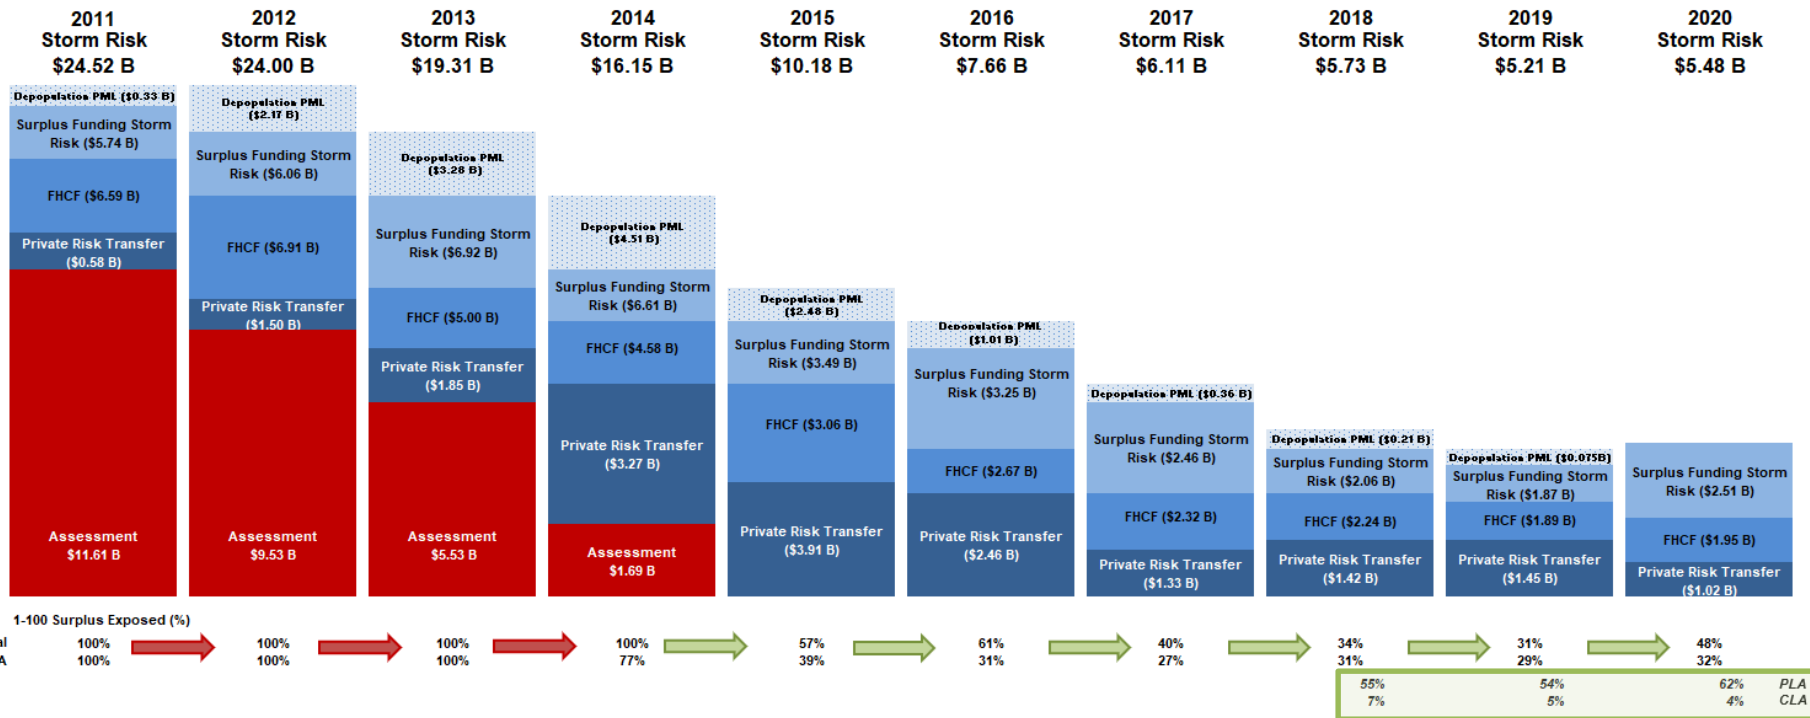 2011
Storm Risk
$24.52 B
2012
Storm Risk
$24.00 B
2013
Storm Risk
$19.31 B
2014
Storm Risk
$16.15 B
2015
Storm Risk
$10.18 B
2016
Storm Risk
$7.66 B
2017
Storm Risk
$6.11 B
2018
Storm Risk
$5.73 B
2019
Storm Risk
$5.21 B
2020
Storm Risk
$5.48 B
Depopulation PML ($0.33 B)
Surplus Funding Storm
Risk ($5.74 B)
FHCF ($6.59 B)
Private Risk Transfer
($0.58 B)
Assessment
$11.61 B
Depopulation PML
($2.17 B)
Surplus Funding Storm
Risk ($6.06 B)
FHCF ($6.91 B)
Private Risk Transfer
($1.50 B)
Assessment
$9.53 B
Depopulation PML
($3.28 B)
Surplus Funding Storm
Risk ($6.92 B)
FHCF ($5.00 B)
Private Risk Transfer
($1.85 B)
Assessment
$5.53 B
Depopulation PML
($4.51 B)
Surplus Funding Storm
Risk ($6.61 B)
FHCF ($4.58 B)
Private Risk Transfer
($3.27 B)
Assessment
$1.69 B
Depopulation PML
($2.48 B)
Surplus Funding Storm
Risk ($3.49 B)
FHCF ($3.06 B)
Private Risk Transfer
($3.91 B)
Depopulation PML
($1.01 B)
Surplus Funding Storm
Risk ($3.25 B)
FHCF ($2.67 B)
Private Risk Transfer
($2.46 B)
Depopulation PML ($0.36 B)
Surplus Funding Storm
Risk ($2.46 B)
FHCF ($2.32 B)
Private Risk Transfer
($1.33 B)
Depopulation PML ($0.21 B)
Surplus Funding Storm
Risk ($2.06 B)
FHCF ($2.24 B)
Private Risk Transfer
($1.42 B)
Depopulation PML ($0.075B)
Surplus Funding Storm
Risk ($1.87 B)
FHCF ($1.89 B)
Private Risk Transfer
($1.45 B)
Surplus Funding Storm
Risk ($2.51 B)
FHCF ($1.95 B)
Private Risk Transfer
($1.02 B)
1-100 Surplus Exposed (%)
al 100% 100% 100% 100% 57% 61% 40% 34% 31% 48%
A 100% 100% 100% 77% 39% 31% 27% 31% 29% 32%
55% 54% 62% PLA
7% 5% 4% CLA